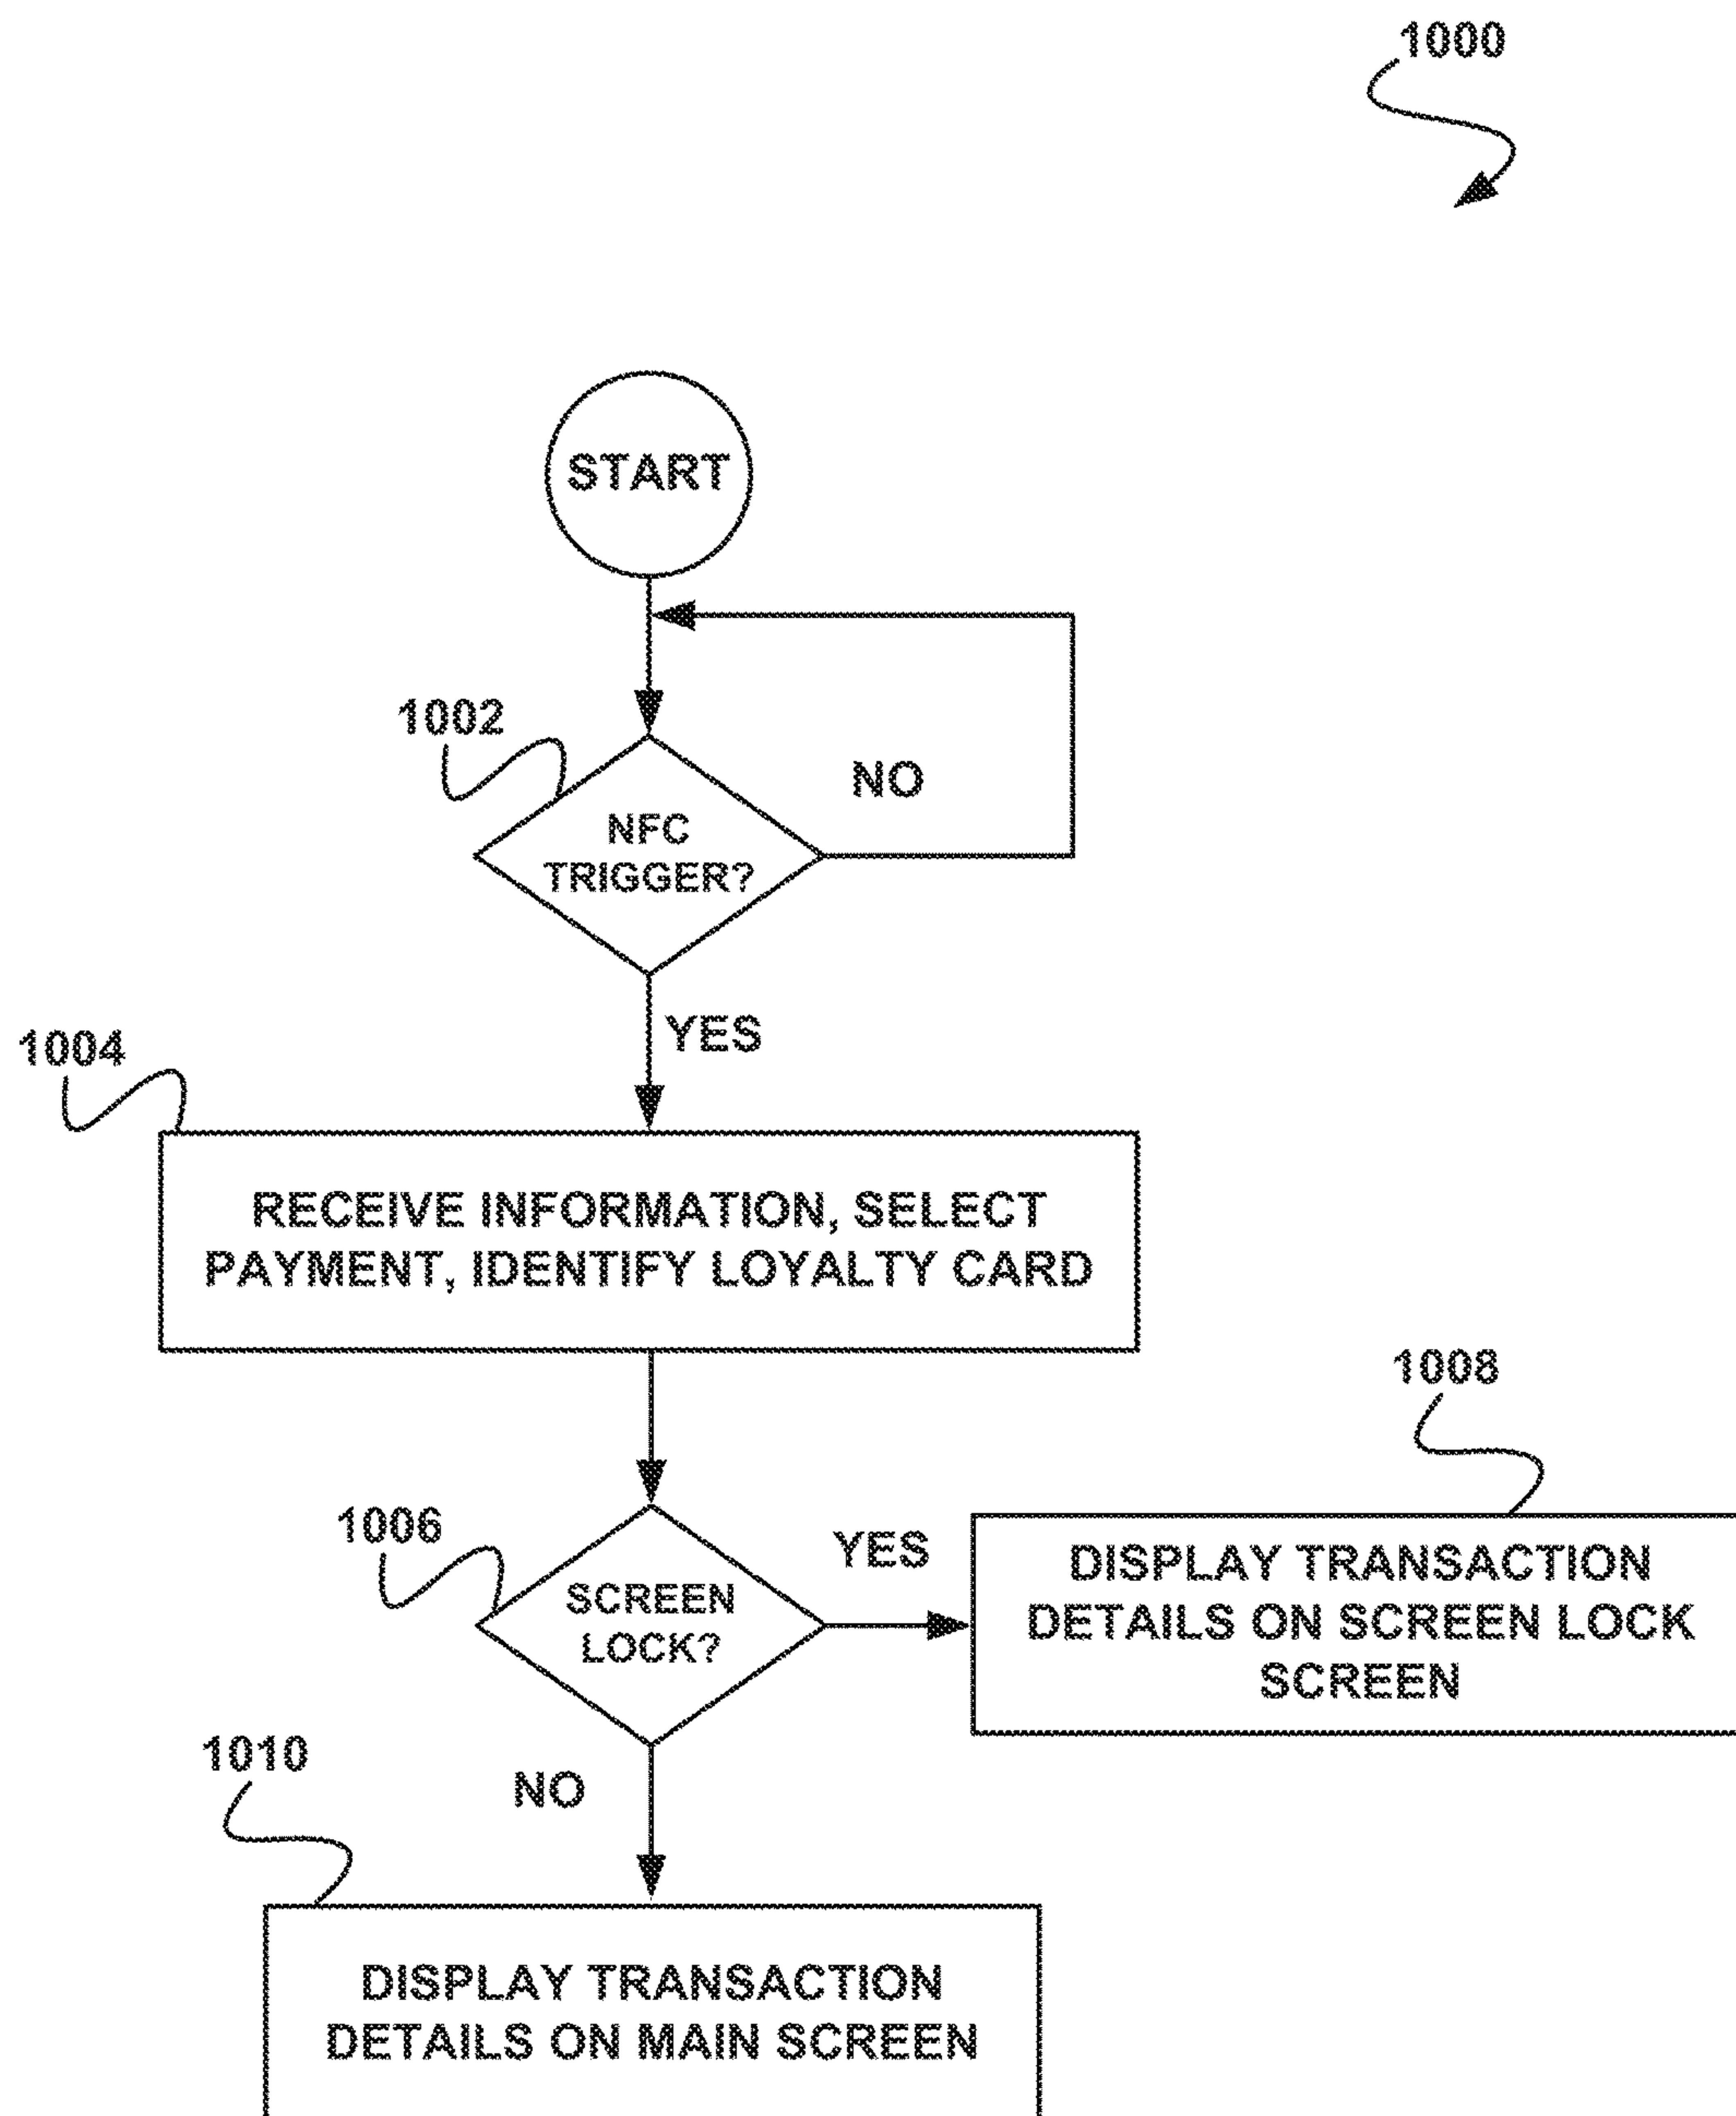 1000
START
1002
NO
NFC
TRIGGER?
YES
1004
RECEIVE INFORMATION, SELECT
PAYMENT, IDENTIFY LOYALTY CARD
1008
1006
YES
SCREEN
LOCK?
DISPLAY TRANSACTION
DETAILS ON SCREEN LOCK
SCREEN
1010
NO
DISPLAY TRANSACTION
DETAILS ON MAIN SCREEN